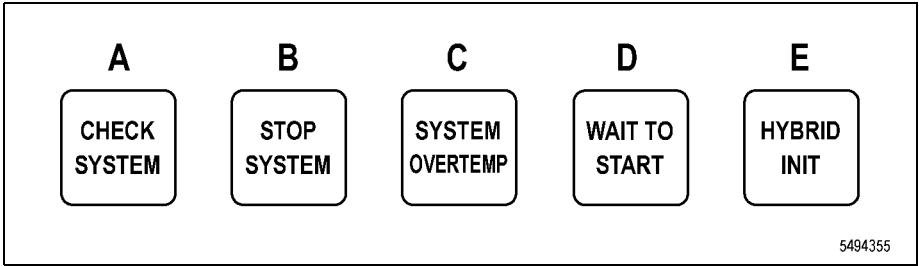 A B C D E
CHECK SYSTEM
STOP SYSTEM
SYSTEM OVERTEMP
WAIT TO START
HYBRID INIT
5494355